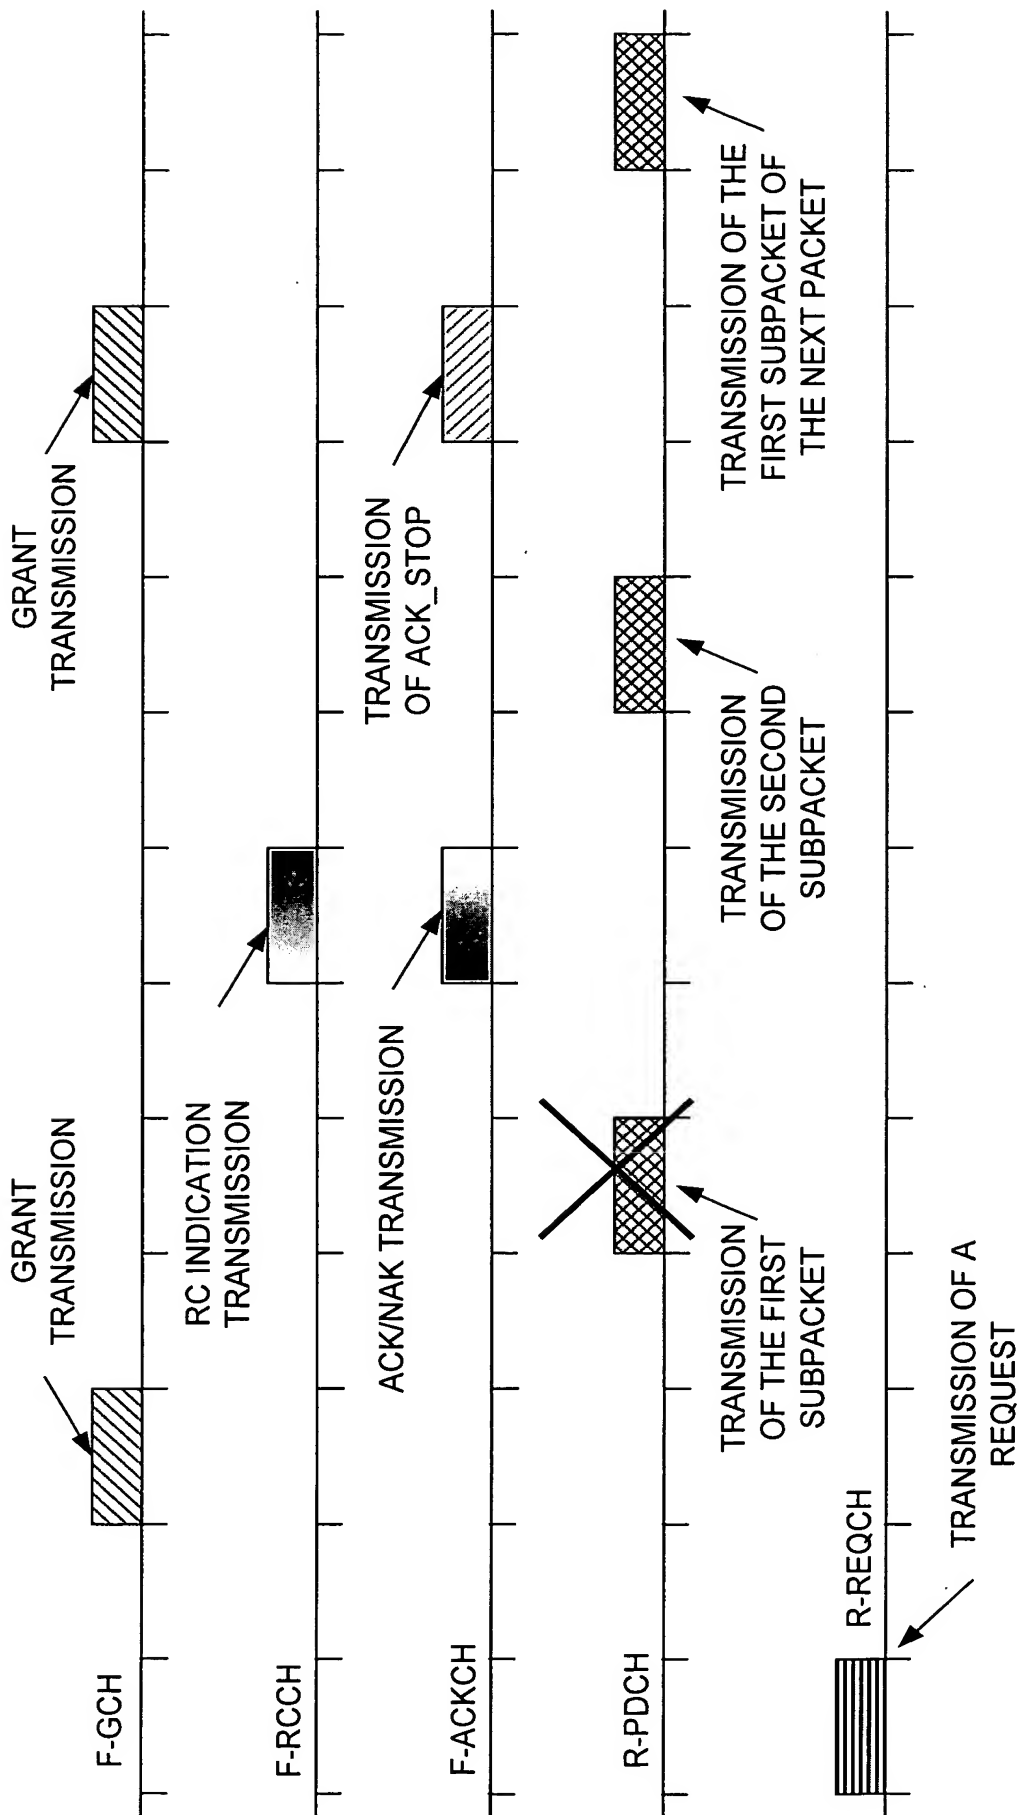 F-GCH
GRANT
TRANSMISSION
GRANT
TRANSMISSION
F-RCCH
RC INDICATION
TRANSMISSION
F-ACKCH
ACK/NAK TRANSMISSION
TRANSMISSION
OF ACK_STOP
R-PDCH
TRANSMISSION
OF THE FIRST
SUBPACKET
TRANSMISSION
OF THE SECOND
SUBPACKET
TRANSMISSION OF THE
FIRST SUBPACKET OF
THE NEXT PACKET
R-REQCH
TRANSMISSION OF A
REQUEST